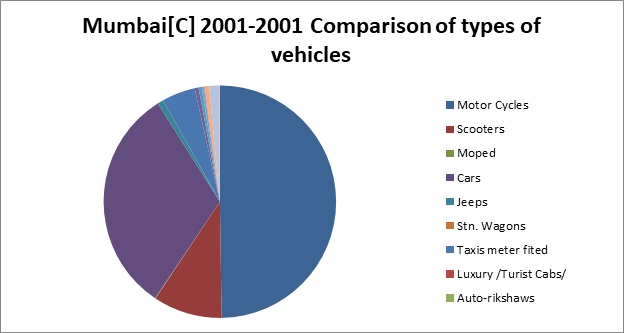 Mumbai[C] 2001-2001 Comparison of types of
vehicles
Motor Cycles
Scooters
Moped
Cars
Jeeps
Stn. Wagons
Taxis meter fited
Luxury /Turist Cabs/
Auto-rikshaws